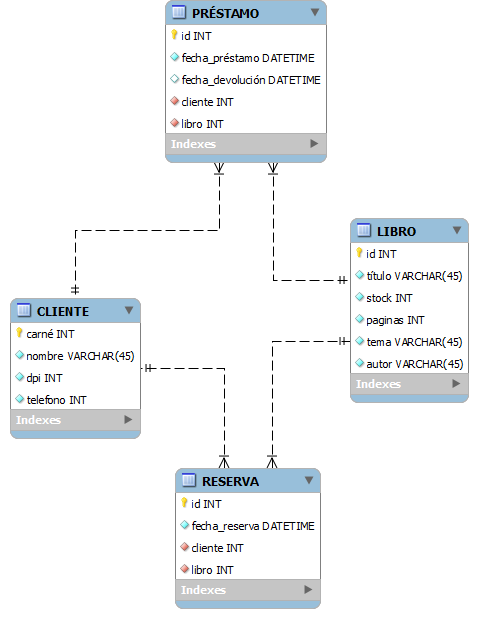 PRÉSTAMO
id INT
fecha_préstamo DATETIME
fecha_devolución DATETIME
cliente INT
libro INT
Indexes
LIBRO
id INT
título VARCHAR(45)
stock INT
paginas INT
tema VARCHAR(45)
autor VARCHAR(45)
Indexes
CLIENTE
carné INT
nombre VARCHAR(45)
dpi INT
telefono INT
Indexes
RESERVA
id INT
fecha_reserva DATETIME
cliente INT
libro INT
Indexes